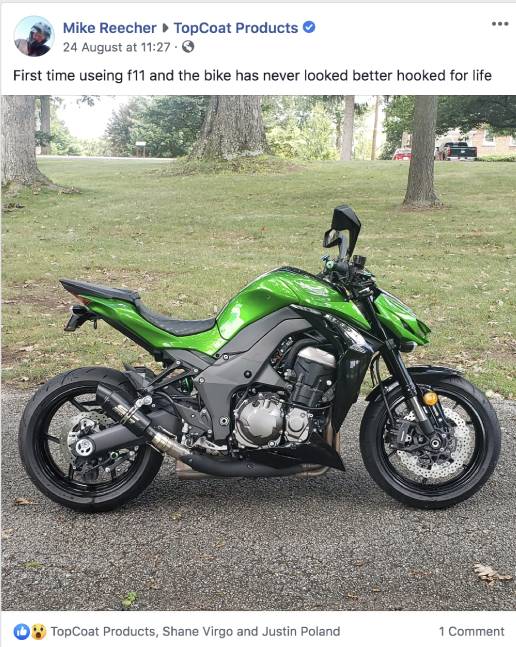 Mike Reecher ▸ TopCoat Products
24 August at 11:27 ·
First time useing f11 and the bike has never looked better hooked for life
TopCoat Products, Shane Virgo and Justin Poland
1 Comment